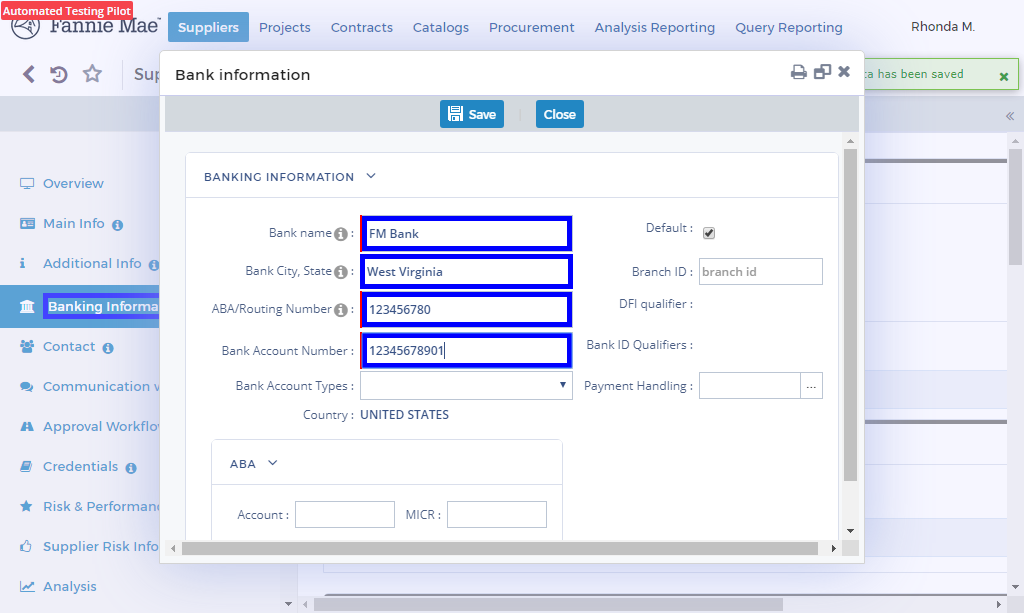 Automated Testing Pilot
Fannie Mae
Suppliers
Projects
Contracts
Catalogs
Procurement
Analysis Reporting
Query Reporting
Rhonda M.
Sup
Bank information
ta has been saved
Save
Close
Overview
Main Info
Additional Info
Banking Informa
Contact
Communication
Approval Workflo
Credentials
Risk & Performan
Supplier Risk Info
Analysis
BANKING INFORMATION
Bank name :
FM Bank
Default :
Bank City, State :
West Virginia
Branch ID :
branch id
ABA/Routing Number :
123456780
DFI qualifier :
Bank Account Number :
12345678901
Bank ID Qualifiers :
Bank Account Types :
Payment Handling :
...
Country : UNITED STATES
ABA
Account :
MICR :